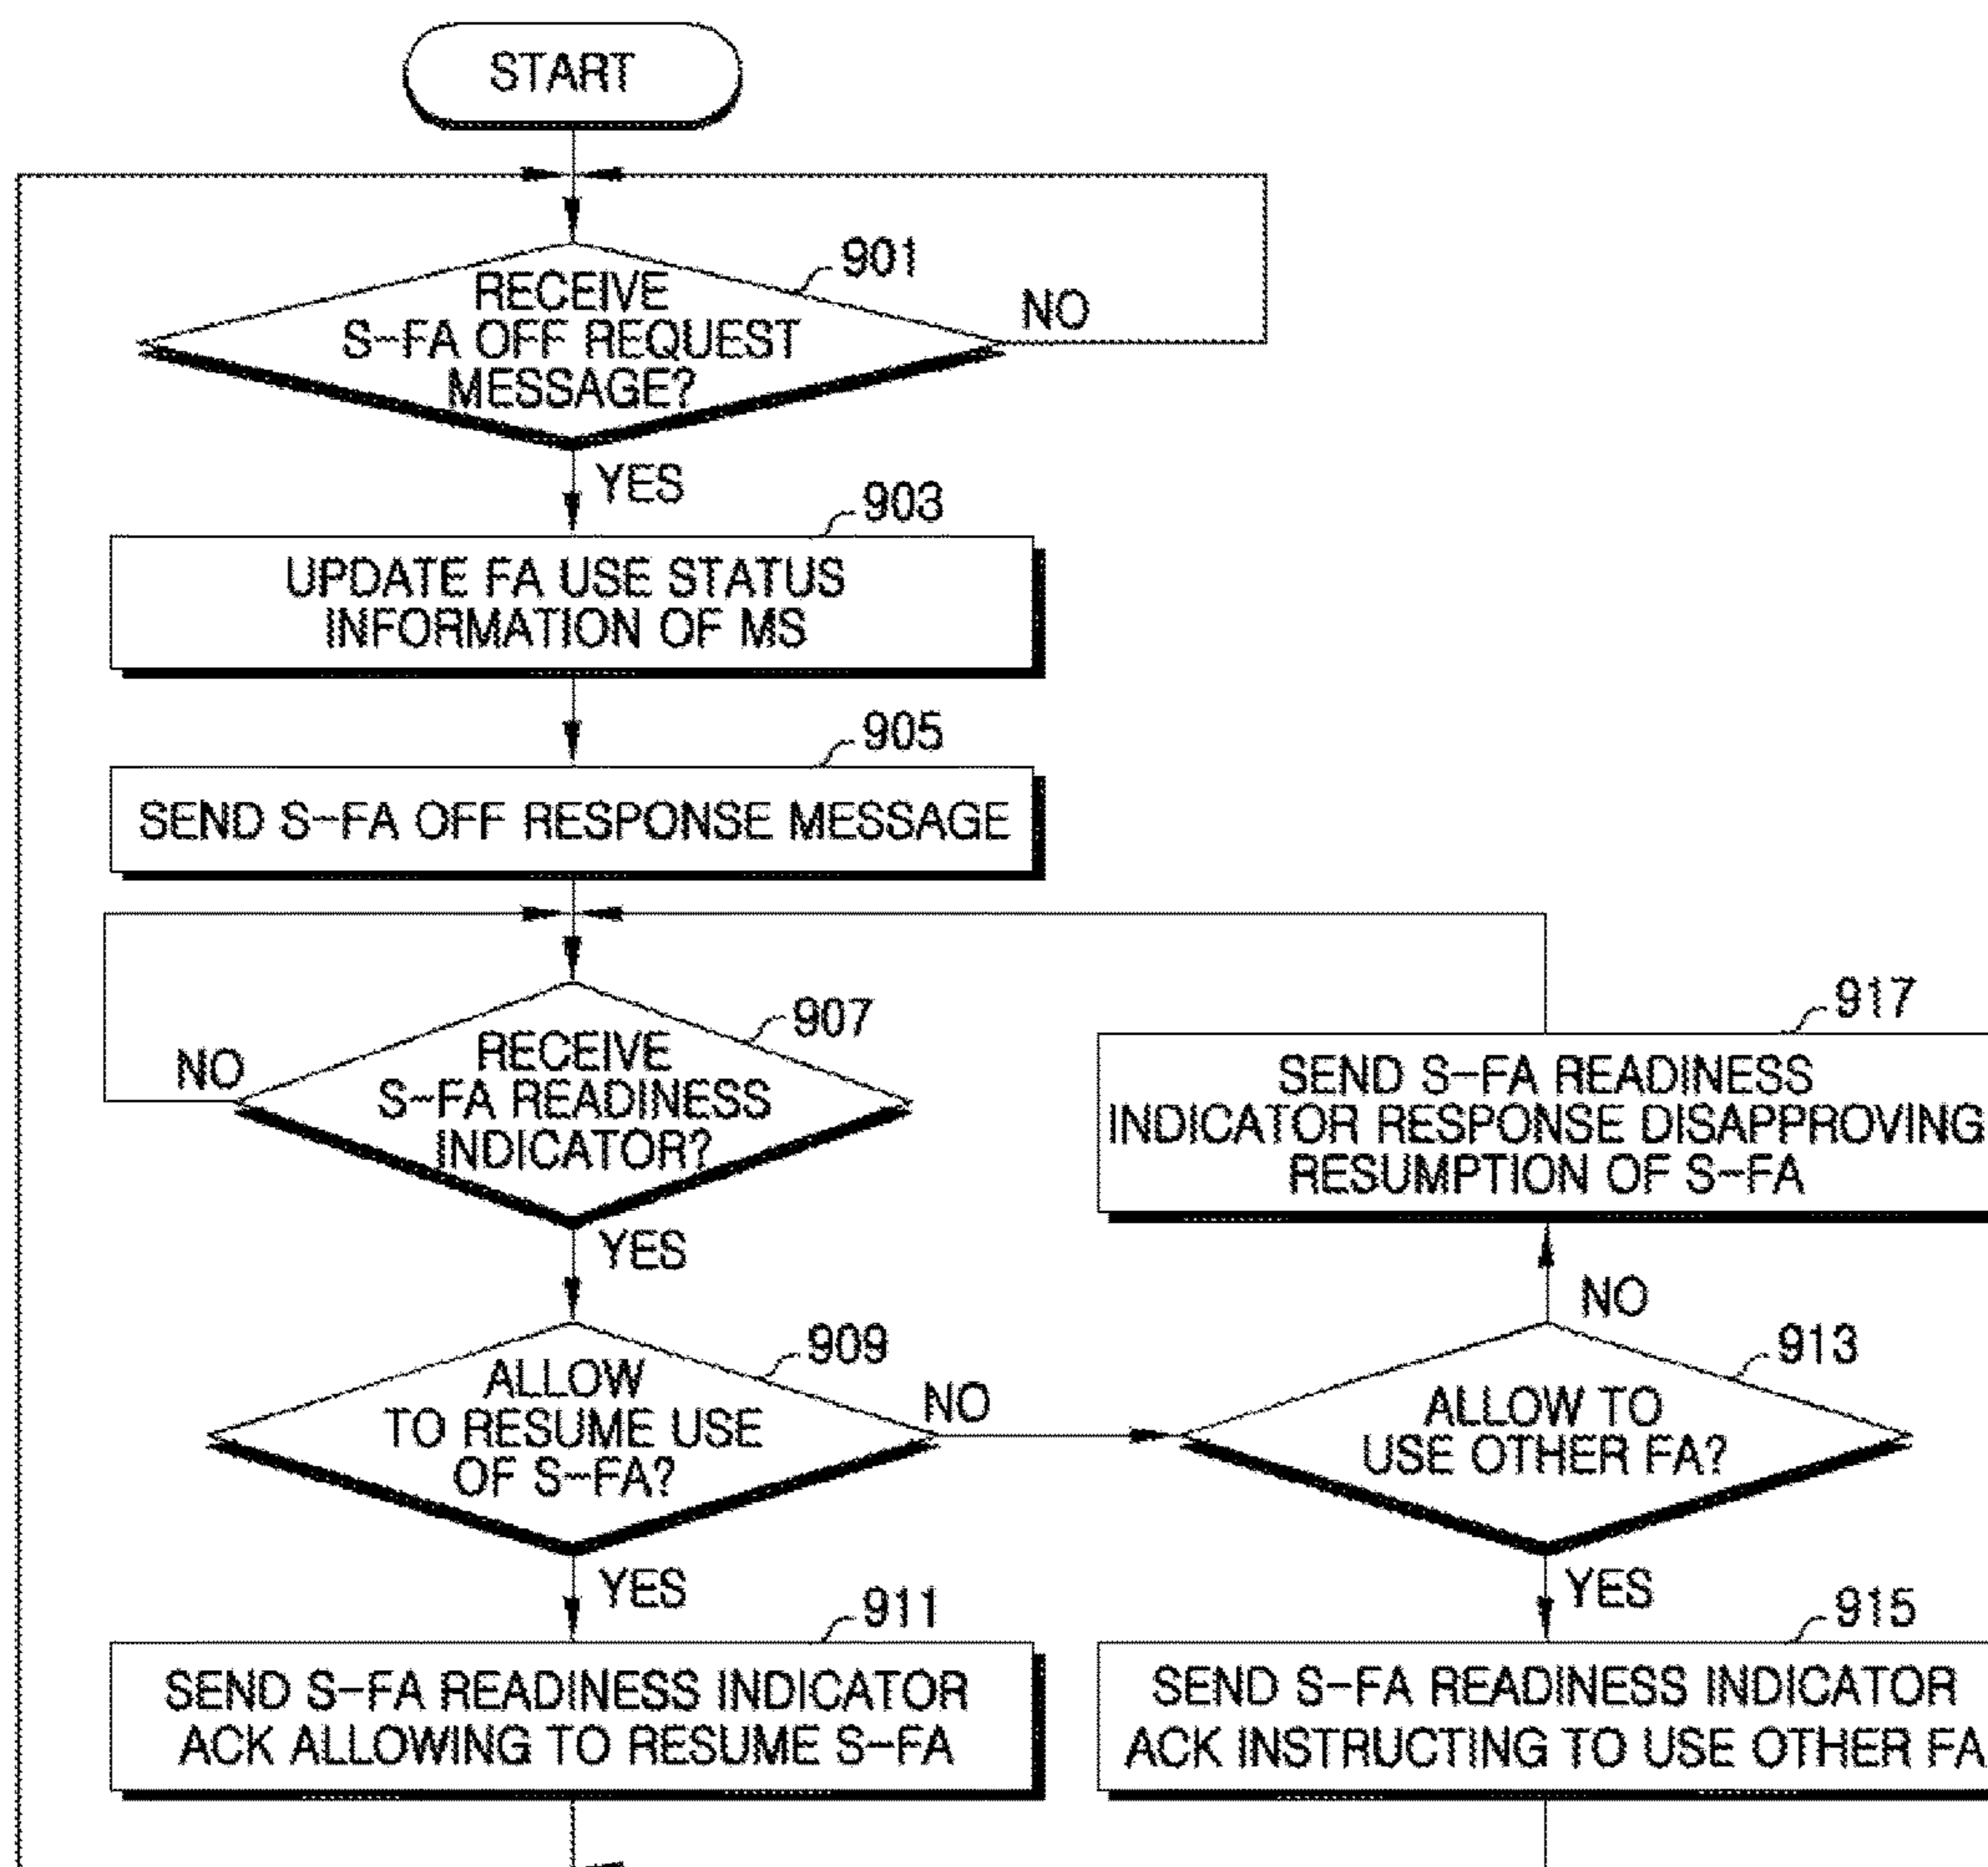 START
901
RECEIVE
S-FA OFF REQUEST
MESSAGE?
NO
YES
903
UPDATE FA USE STATUS
INFORMATION OF MS
905
SEND S-FA OFF RESPONSE MESSAGE
907
RECEIVE
S-FA READINESS
INDICATOR?
NO
YES
917
SEND S-FA READINESS
INDICATOR RESPONSE DISAPPROVING
RESUMPTION OF S-FA
909
ALLOW
TO RESUME USE
OF S-FA?
NO
YES
913
ALLOW TO
USE OTHER FA?
NO
YES
911
SEND S-FA READINESS INDICATOR
ACK ALLOWING TO RESUME S-FA
915
SEND S-FA READINESS INDICATOR
ACK INSTRUCTING TO USE OTHER FA